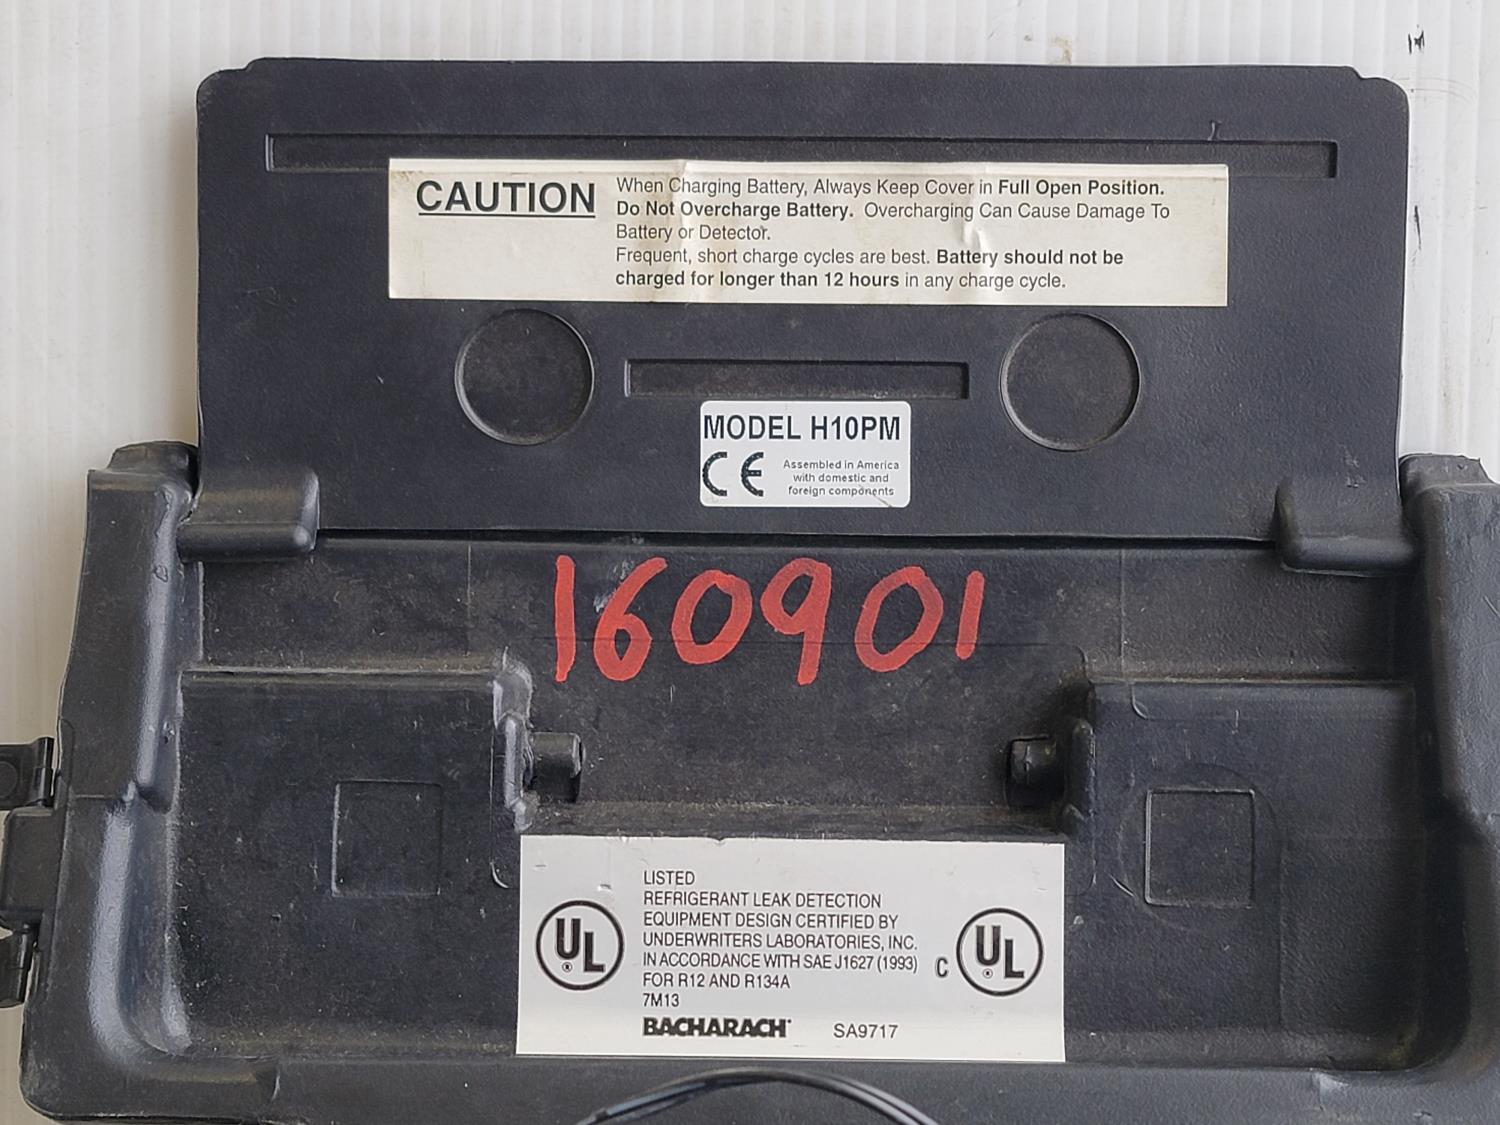 CAUTION
When Charging Battery, Always Keep Cover in Full Open Position.
Do Not Overcharge Battery. Overcharging Can Cause Damage To
Battery or Detector.
Frequent, short charge cycles are best. Battery should not be
charged for longer than 12 hours in any charge cycle.
MODEL H10PM
CE
Assembled in America
with domestic and
foreign components
160901
UL
®
LISTED
REFRIGERANT LEAK DETECTION
EQUIPMENT DESIGN CERTIFIED BY
UNDERWRITERS LABORATORIES, INC.
IN ACCORDANCE WITH SAE J1627 (1993)
FOR R12 AND R134A
7M13
BACHARACH SA9717
C UL
®